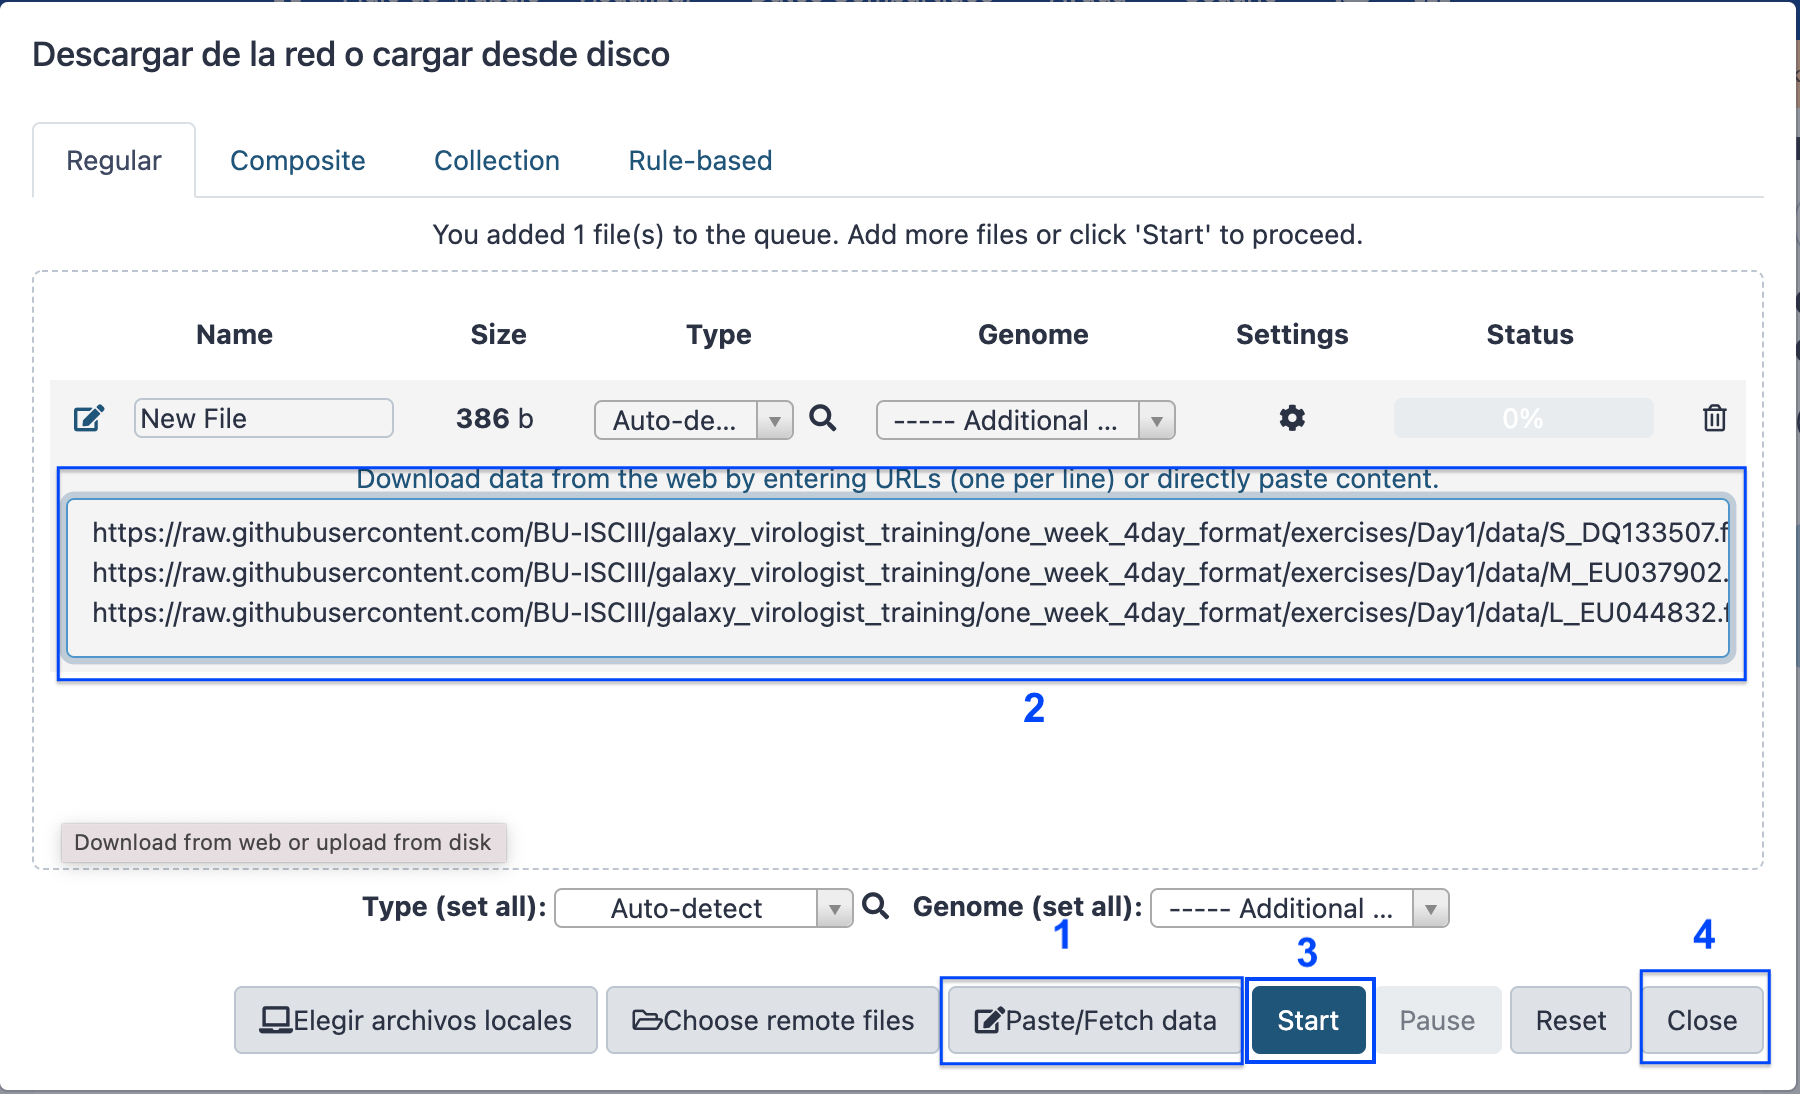 Descargar de la red o cargar desde disco
Regular Composite Collection Rule-based
You added 1 file(s) to the queue. Add more files or click 'Start' to proceed.
Name Size Type Genome Settings Status
New File 386 b Auto-de... ----- Additional ... 0%
Download data from the web by entering URLs (one per line) or directly paste content.
https://raw.githubusercontent.com/BU-ISCIII/galaxy_virologist_training/one_week_4day_format/exercises/Day1/data/S_DQ133507.f
https://raw.githubusercontent.com/BU-ISCIII/galaxy_virologist_training/one_week_4day_format/exercises/Day1/data/M_EU037902.
https://raw.githubusercontent.com/BU-ISCIII/galaxy_virologist_training/one_week_4day_format/exercises/Day1/data/L_EU044832.f
2
Download from web or upload from disk
Type (set all): Auto-detect Genome (set all): ----- Additional ...
1 3 4
Elegir archivos locales Choose remote files Paste/Fetch data Start Pause Reset Close